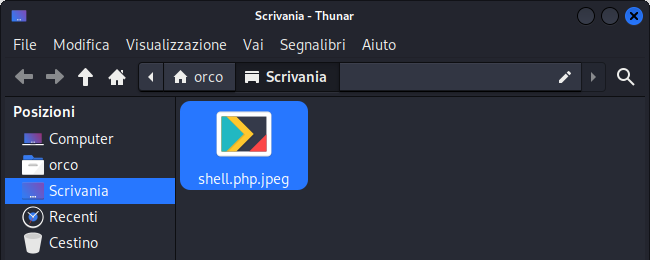 Scrivania - Thunar
File Modifica Visualizzazione Vai Segnalibri Aiuto
orco Scrivania
Posizioni
Computer
orco
Scrivania
Recenti
Cestino
shell.php.jpeg